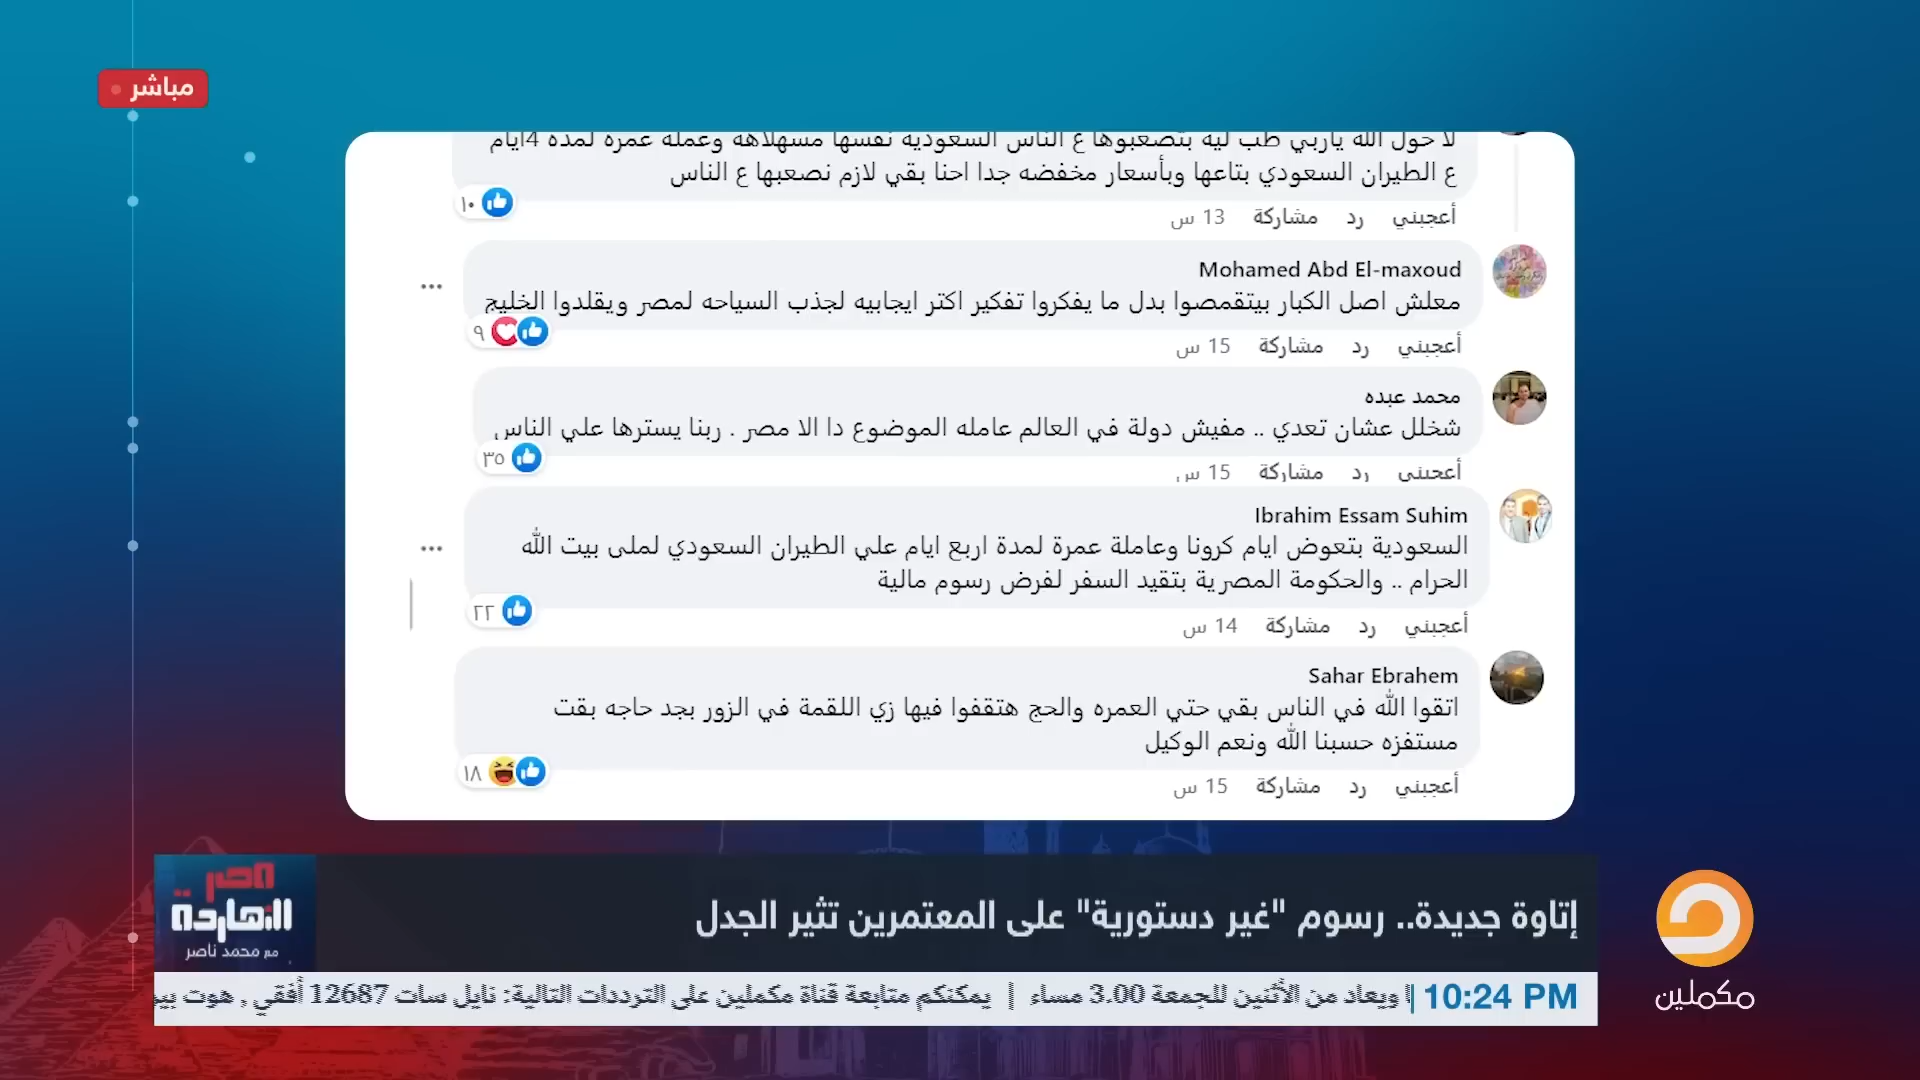 مباشر
لا حول الله ياربي طب ليه بتصعبوها ع الناس السعودية نفسها مسهلاهة وعمله عمرة لمدة 4ايام
ع الطيران السعودي بتاعها وبأسعار مخفضه جدا احنا بقي لازم نصعبها ع الناس
١٠
أعجبني رد مشاركة 13 س
Mohamed Abd El-maxoud
معلش اصل الكبار بيتقمصوا بدل ما يفكروا تفكير اكتر ايجابيه لجذب السياحه لمصر ويقلدوا الخليج
٩
أعجبني رد مشاركة 15 س
محمد عبده
شخلل عشان تعدي .. مفيش دولة في العالم عامله الموضوع دا الا مصر . ربنا يسترها علي الناس
٣٥
أعجبني رد مشاركة 15 س
Ibrahim Essam Suhim
السعودية بتعوض ايام كرونا وعاملة عمرة لمدة اربع ايام علي الطيران السعودي لملى بيت الله
الحرام .. والحكومة المصرية بتقيد السفر لفرض رسوم مالية
٢٢
أعجبني رد مشاركة 14 س
Sahar Ebrahem
اتقوا الله في الناس بقي حتي العمره والحج هتقفوا فيها زي اللقمة في الزور بجد حاجه بقت
مستفزه حسبنا الله ونعم الوكيل
١٨
أعجبني رد مشاركة 15 س
مصر
النهاردة
مع محمد ناصر
إتاوة جديدة.. رسوم "غير دستورية" على المعتمرين تثير الجدل
10:24 PM
ويعاد من الأثنين للجمعة 3.00 مساء | يمكنكم متابعة قناة مكملين على الترددات التالية: نايل سات 12687 أفقي , هوت
مكملين